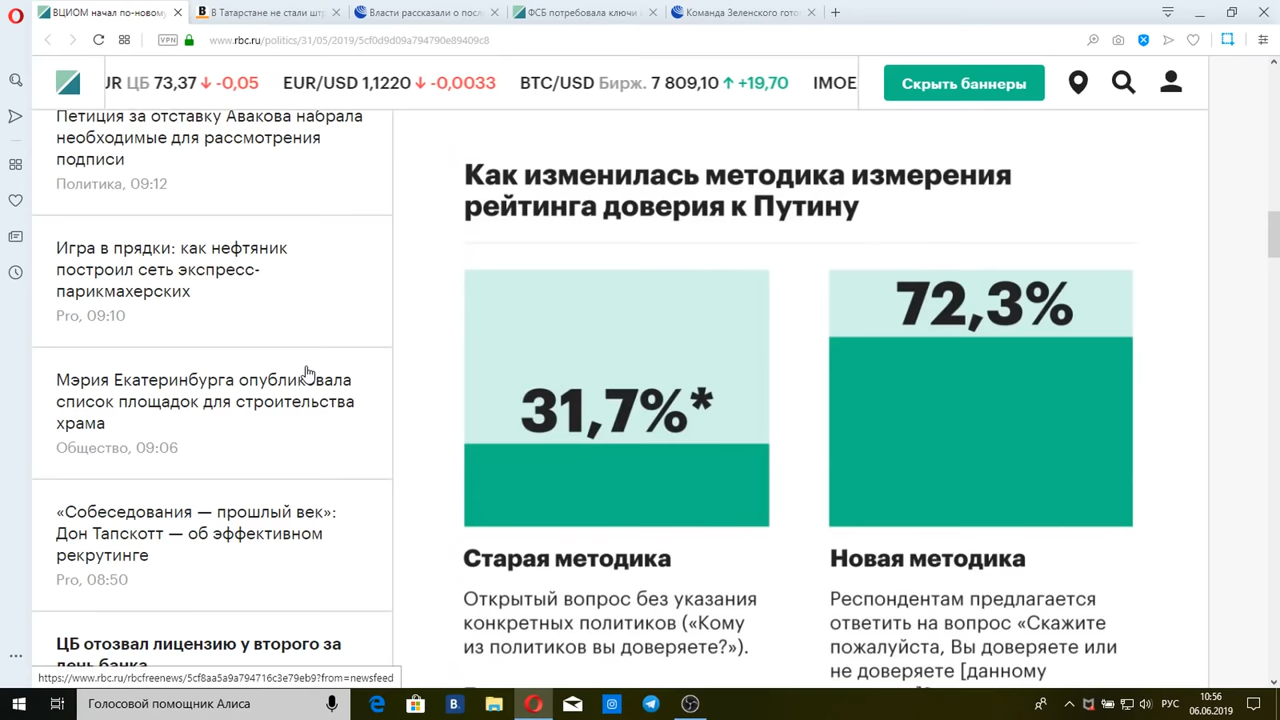 ВЦИОМ начал по-новому
В Татарстане не стали штр
Власти рассказали о посл
ФСБ потребовала ключи
Команда Зеленского гото
VPN
www.rbc.ru/politics/31/05/2019/5cf0d9d09a794790e89409c8
UR ЦБ 73,37 ↓ -0,05 EUR/USD 1,1220 ↓ -0,0033 BTC/USD Бирж. 7 809,10 ↑ +19,70 IMOE
Скрыть баннеры
Петиция за отставку Авакова набрала
необходимые для рассмотрения
подписи
Политика, 09:12
Игра в прядки: как нефтяник
построил сеть экспресс-
парикмахерских
Pro, 09:10
Мэрия Екатеринбурга опубликовала
список площадок для строительства
храма
Общество, 09:06
«Собеседования — прошлый век»:
Дон Тапскотт — об эффективном
рекрутинге
Pro, 08:50
ЦБ отозвал лицензию у второго за
день банка
https://www.rbc.ru/rbcfreenews/5cf8aa5a9a794716c3e79eb9?from=newsfeed
Как изменилась методика измерения
рейтинга доверия к Путину
31,7%*
72,3%
Старая методика
Открытый вопрос без указания
конкретных политиков («Кому
из политиков вы доверяете?»).
Новая методика
Респондентам предлагается
ответить на вопрос «Скажите
пожалуйста, Вы доверяете или
не доверяете [данному
Голосовой помощник Алиса
B
РУС
10:56
06.06.2019